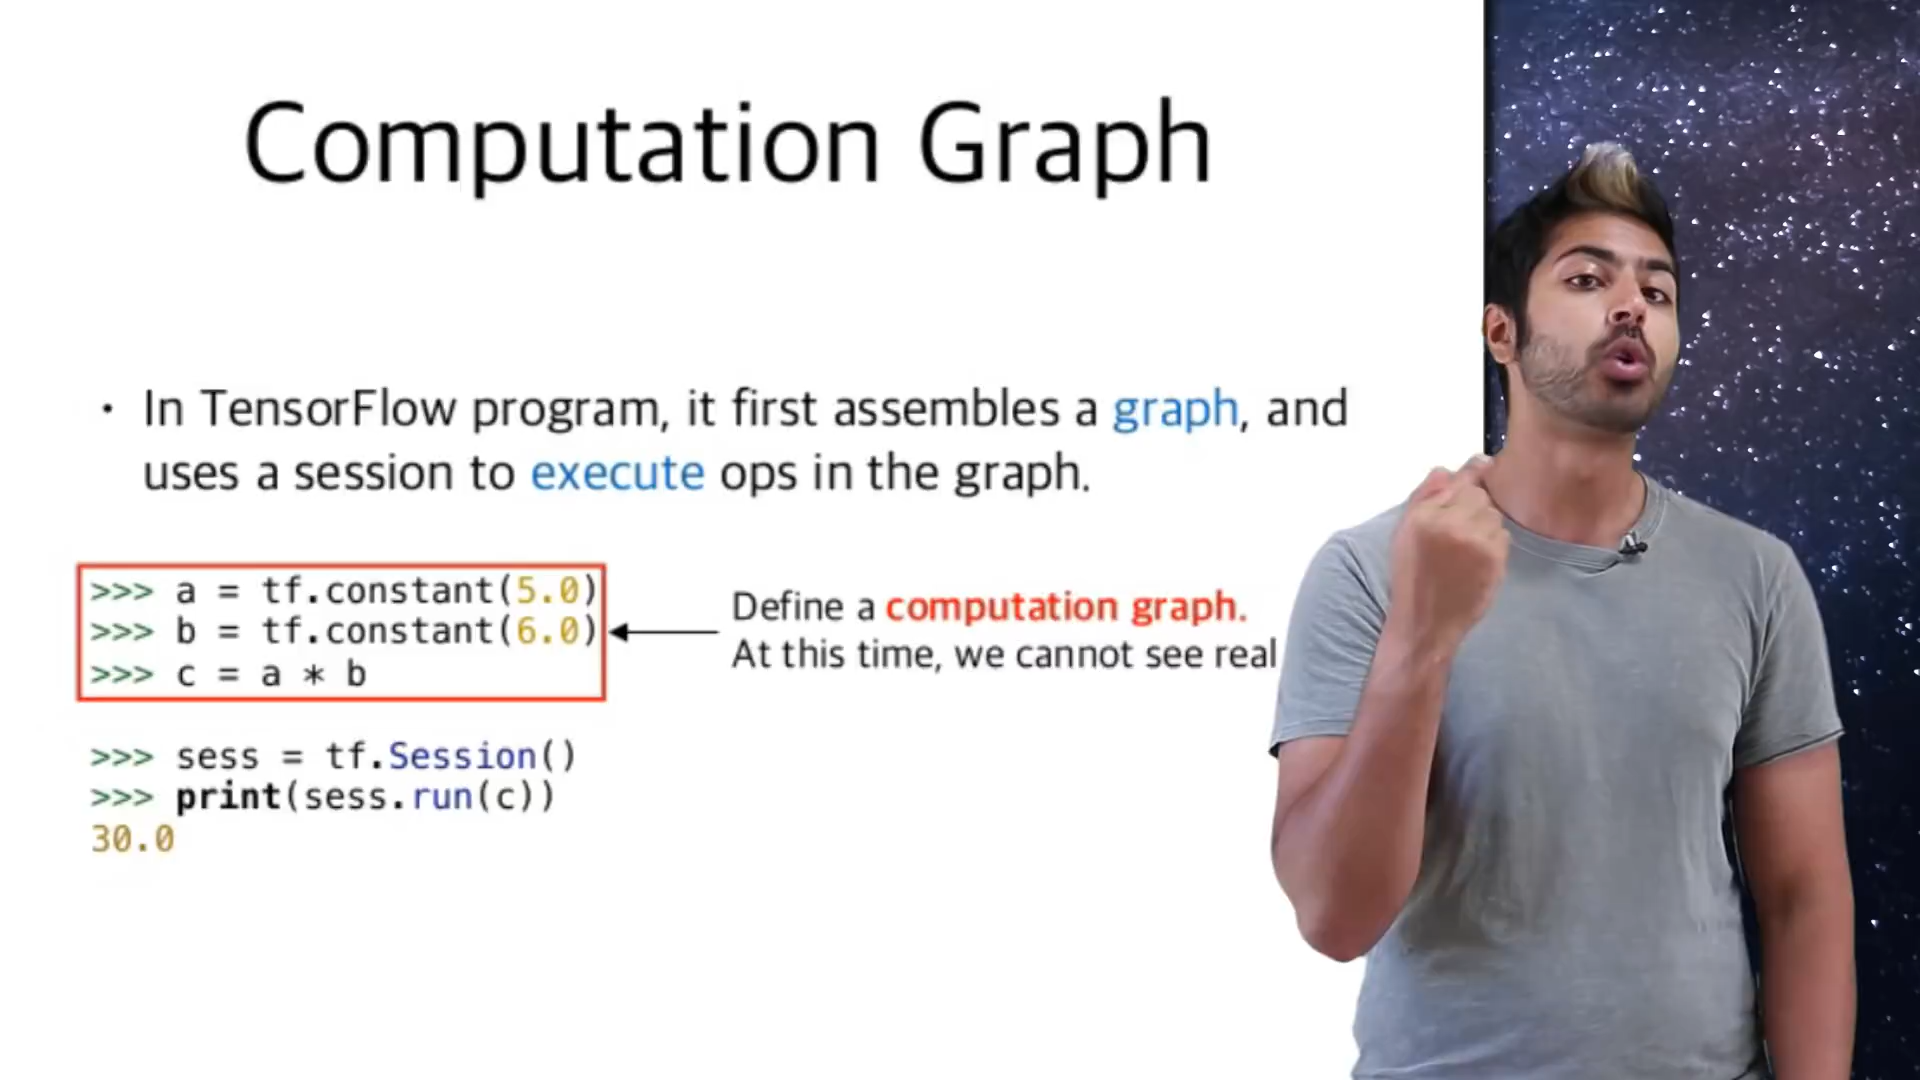 Computation Graph
• In TensorFlow program, it first assembles a graph, and
uses a session to execute ops in the graph.
>>> a = tf.constant(5.0)
>>> b = tf.constant(6.0)
>>> c = a * b
Define a computation graph.
At this time, we cannot see real
>>> sess = tf.Session()
>>> print(sess.run(c))
30.0